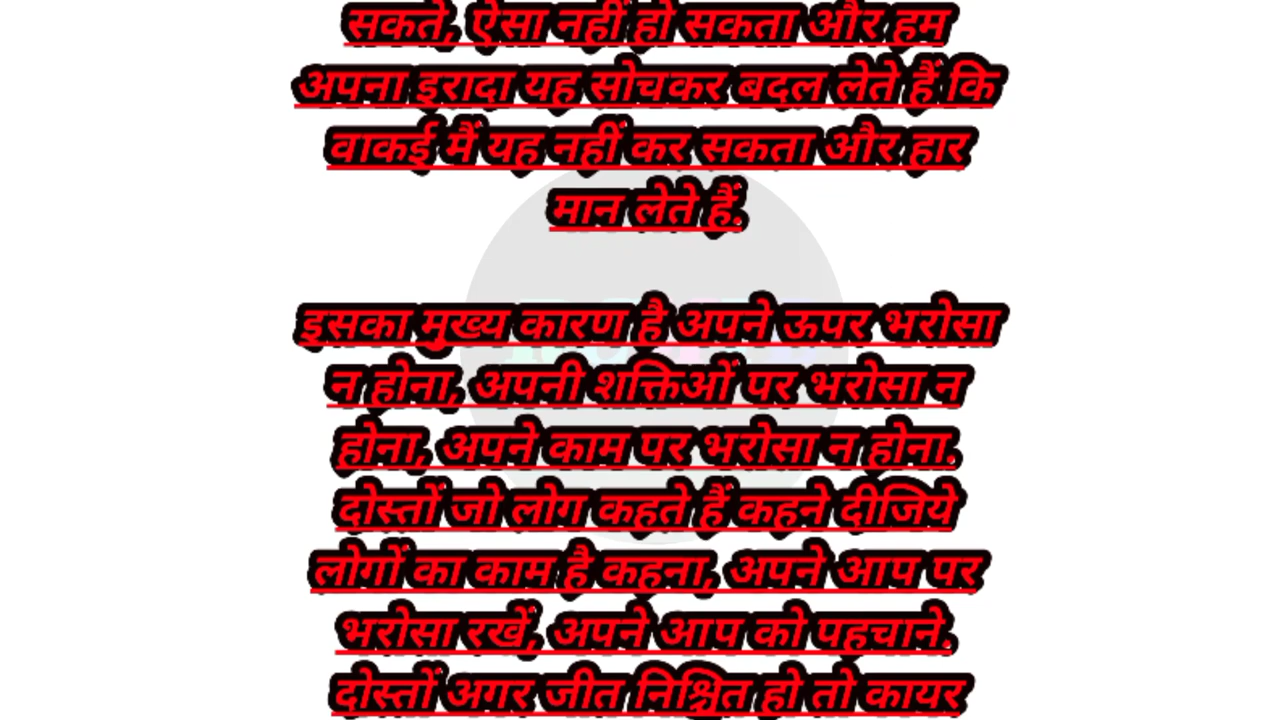 सकते, ऐसा नहीं हो सकता और हम
अपना इरादा यह सोचकर बदल लेते हैं कि
वाकई मैं यह नहीं कर सकता और हार
मान लेते हैं.
इसका मुख्य कारण है अपने ऊपर भरोसा
न होना, अपनी शक्तिओं पर भरोसा न
होना, अपने काम पर भरोसा न होना.
दोस्तों जो लोग कहते हैं कहने दीजिये
लोगों का काम है कहना, अपने आप पर
भरोसा रखें, अपने आप को पहचाने.
दोस्तों अगर जीत निश्चित हो तो कायर